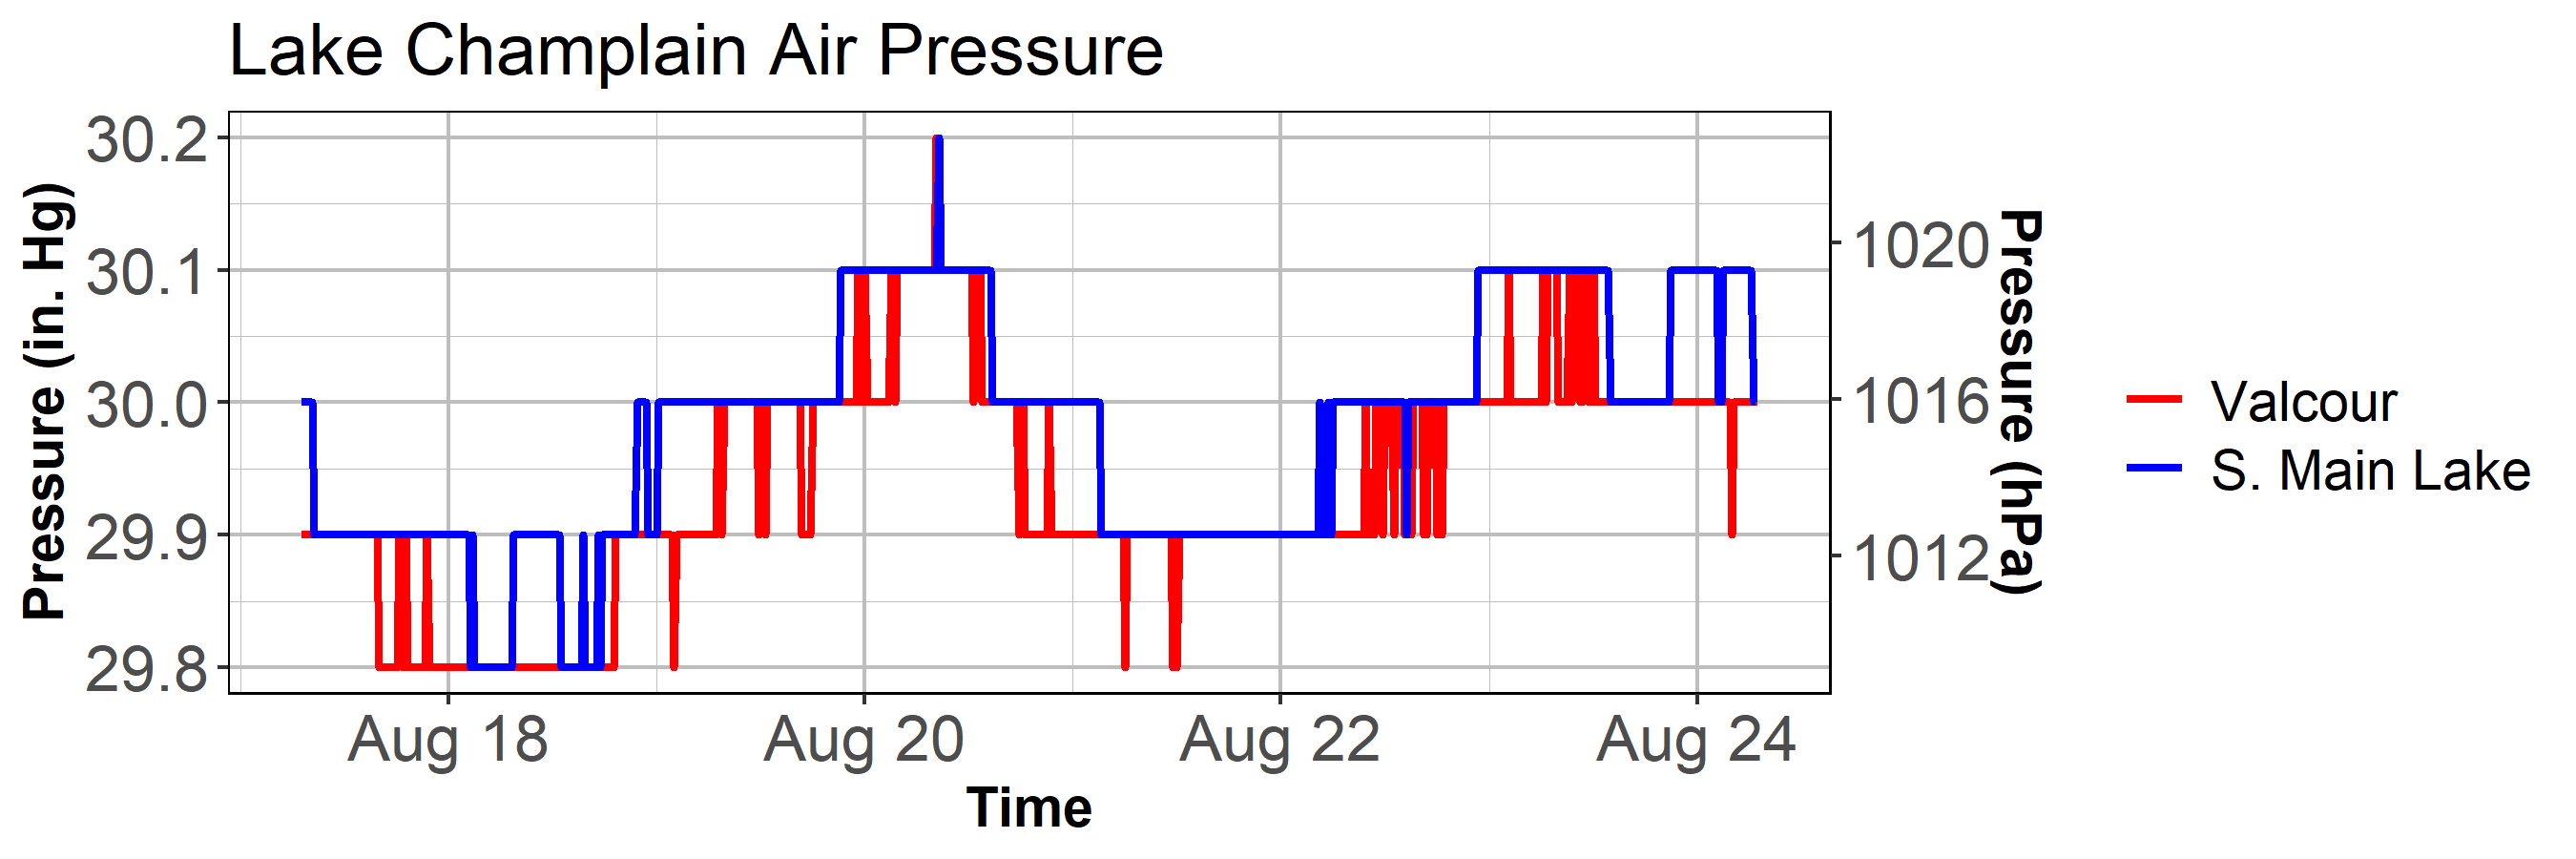 Lake Champlain Air Pressure
Pressure (in. Hg)
30.2
30.1
30.0
29.9
29.8
Aug 18 Aug 20 Aug 22 Aug 24
Time
1020
1016
1012
Pressure (hPa)
Valcour
S. Main Lake